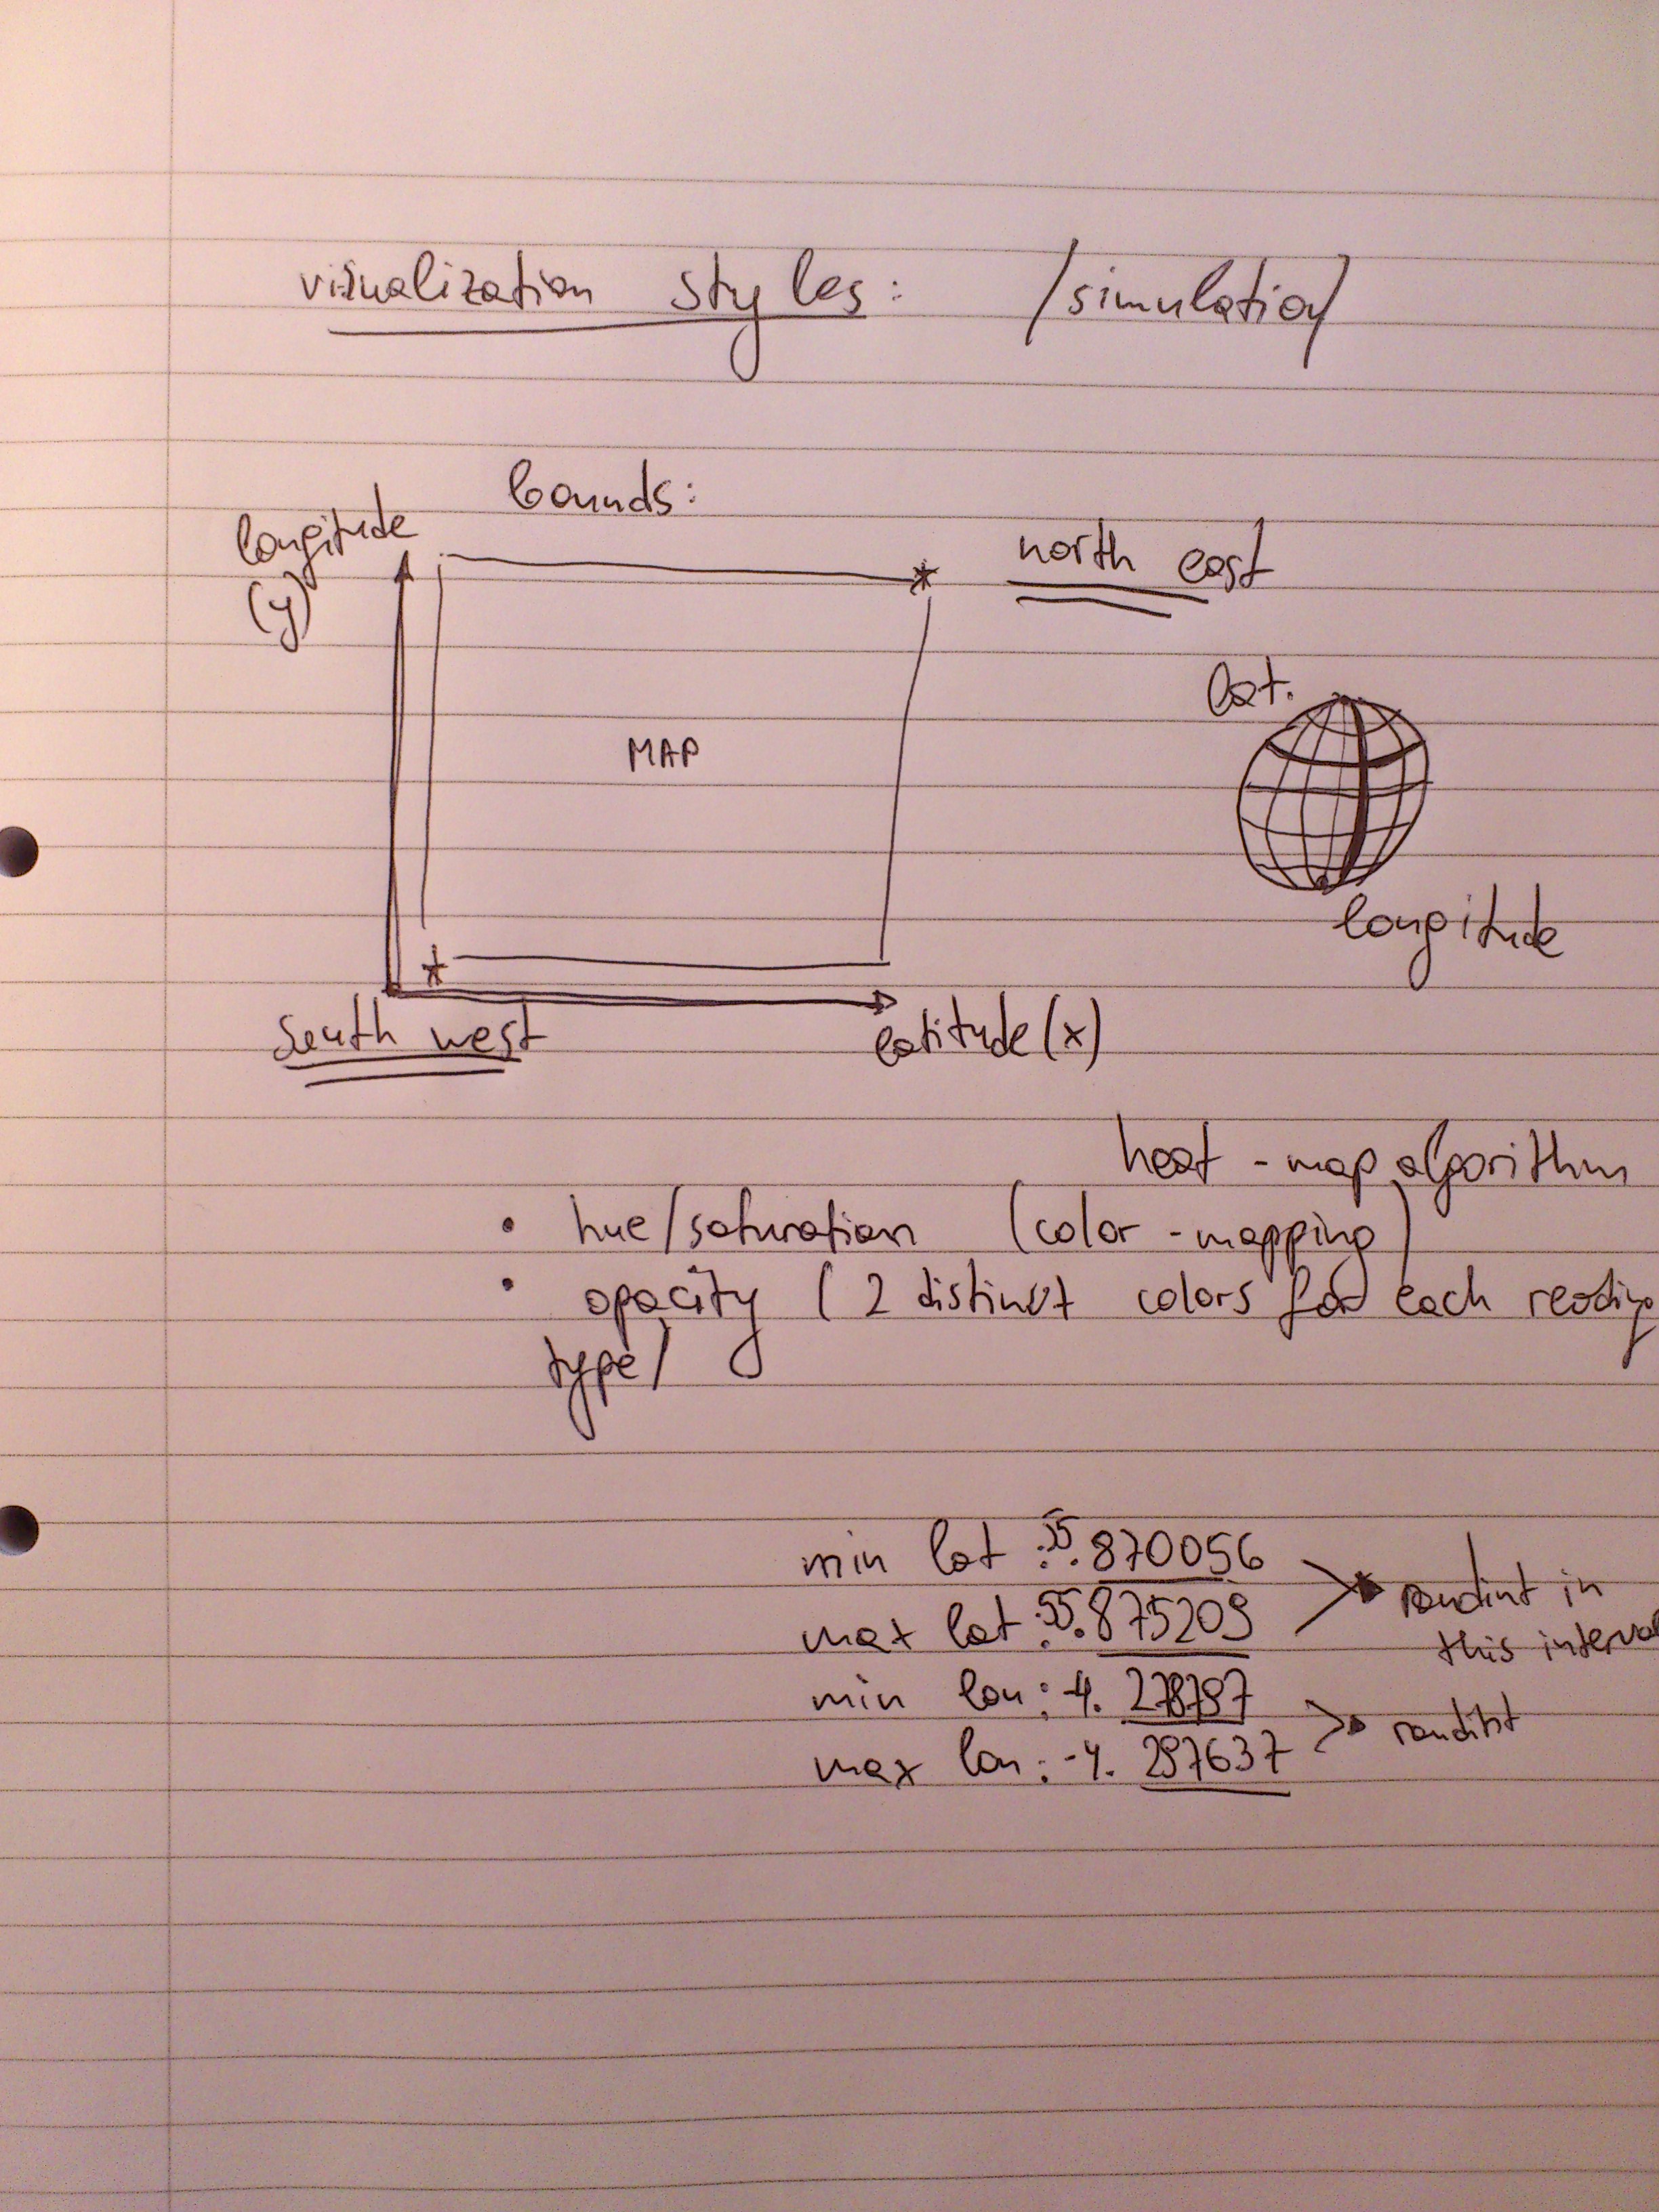 visualization styles: /simulation/
bounds:
longitude
(y)
north east
lat.
MAP
longitude
south west
latitude (x)
heat - map algorithm
• hue/saturation (color - mapping)
• opacity ( 2 distinct colors for each reading
type/
min lat : 55.870056
randint in
max lat : 55.875209
this interval
min lon : -4.
randint
max lon : -4. 297637